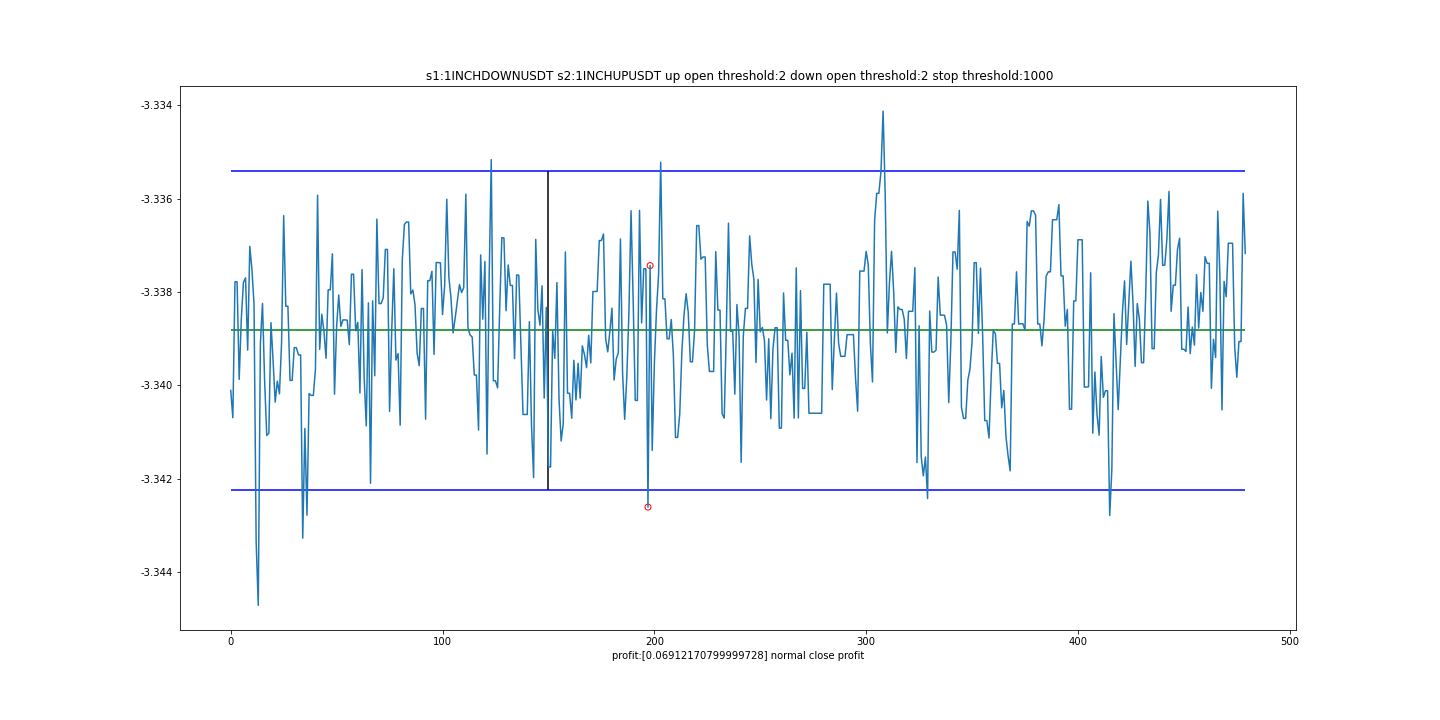 s1:1INCHDOWNUSDT s2:1INCHUPUSDT up open threshold:2 down open threshold:2 stop threshold:1000
-3.334
-3.336
-3.338
-3.340
-3.342
-3.344
0 100 200 300 400 500
profit:[0.06912170799999728] normal close profit